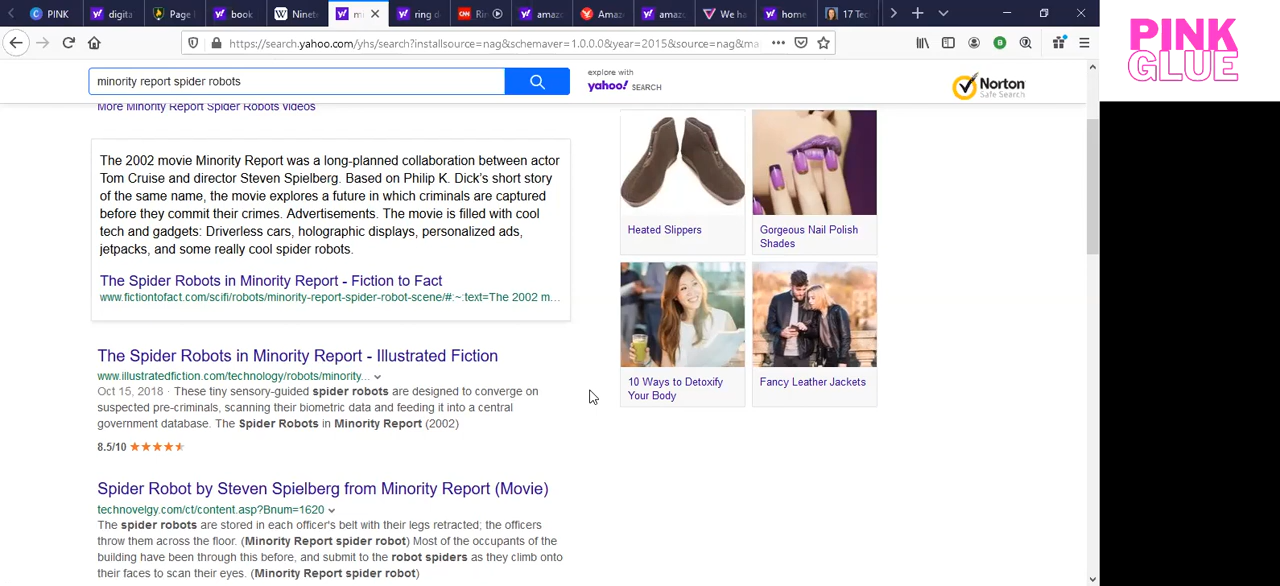 PINK
digita
Page
book
Ninet
m
ring d
Rin
amaz
Amaz
amaz
We ha
home
17 Tec
https://search.yahoo.com/yhs/search?installsource=nag&schemaver=1.0.0.0&year=2015&source=nag&ma
PINK
GLUE
minority report spider robots
explore with
yahoo! SEARCH
Norton
Safe Search
More Minority Report Spider Robots Videos
The 2002 movie Minority Report was a long-planned collaboration between actor
Tom Cruise and director Steven Spielberg. Based on Philip K. Dick's short story
of the same name, the movie explores a future in which criminals are captured
before they commit their crimes. Advertisements. The movie is filled with cool
tech and gadgets: Driverless cars, holographic displays, personalized ads,
jetpacks, and some really cool spider robots.
The Spider Robots in Minority Report - Fiction to Fact
www.fictiontofact.com/scifi/robots/minority-report-spider-robot-scene/#:~:text=The 2002 m...
The Spider Robots in Minority Report - Illustrated Fiction
www.illustratedfiction.com/technology/robots/minority...
Oct 15, 2018 · These tiny sensory-guided spider robots are designed to converge on
suspected pre-criminals, scanning their biometric data and feeding it into a central
government database. The Spider Robots in Minority Report (2002)
8.5/10
Spider Robot by Steven Spielberg from Minority Report (Movie)
technovelgy.com/ct/content.asp?Bnum=1620
The spider robots are stored in each officer's belt with their legs retracted; the officers
throw them across the floor. (Minority Report spider robot) Most of the occupants of the
building have been through this before, and submit to the robot spiders as they climb onto
their faces to scan their eyes. (Minority Report spider robot)
Heated Slippers
Gorgeous Nail Polish
Shades
10 Ways to Detoxify
Your Body
Fancy Leather Jackets